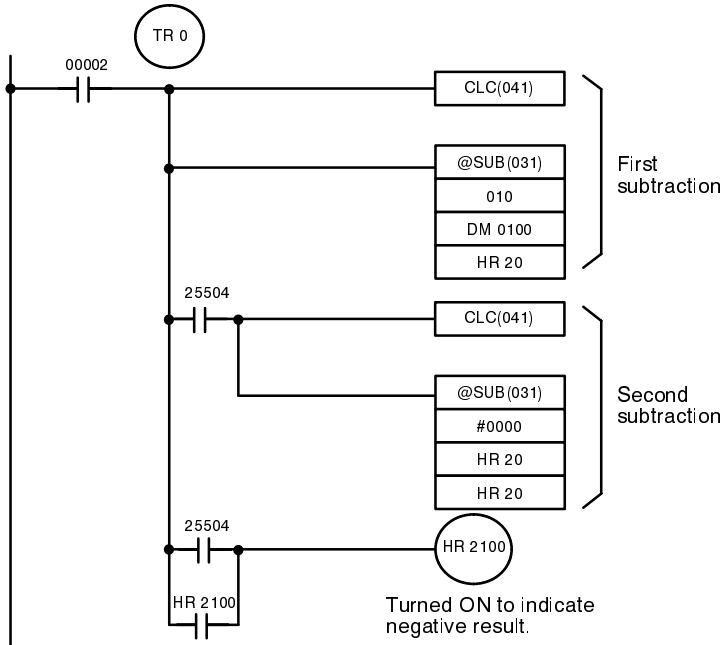 TR 0
00002
CLC(041)
@SUB(031)
010
DM 0100
HR 20
First
subtraction
25504
CLC(041)
@SUB(031)
#0000
HR 20
HR 20
Second
subtraction
25504
HR 2100
HR 2100
Turned ON to indicate
negative result.